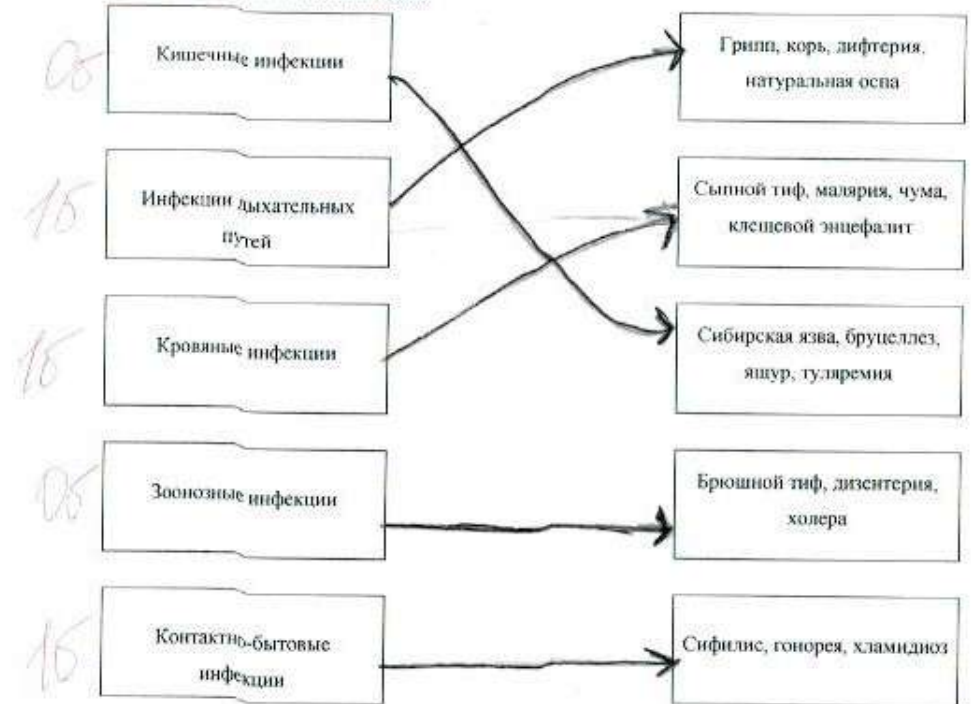 0б
Кишечные инфекции
Грипп, корь, дифтерия,
натуральная оспа
1б
Инфекции дыхательных
путей
Сыпной тиф, малярия, чума,
клещевой энцефалит
1б
Кровяные инфекции
Сибирская язва, бруцеллез,
ящур, туляремия
0б
Зоонозные инфекции
Брюшной тиф, дизентерия,
холера
1б
Контактно-бытовые
инфекции
Сифилис, гонорея, хламидиоз